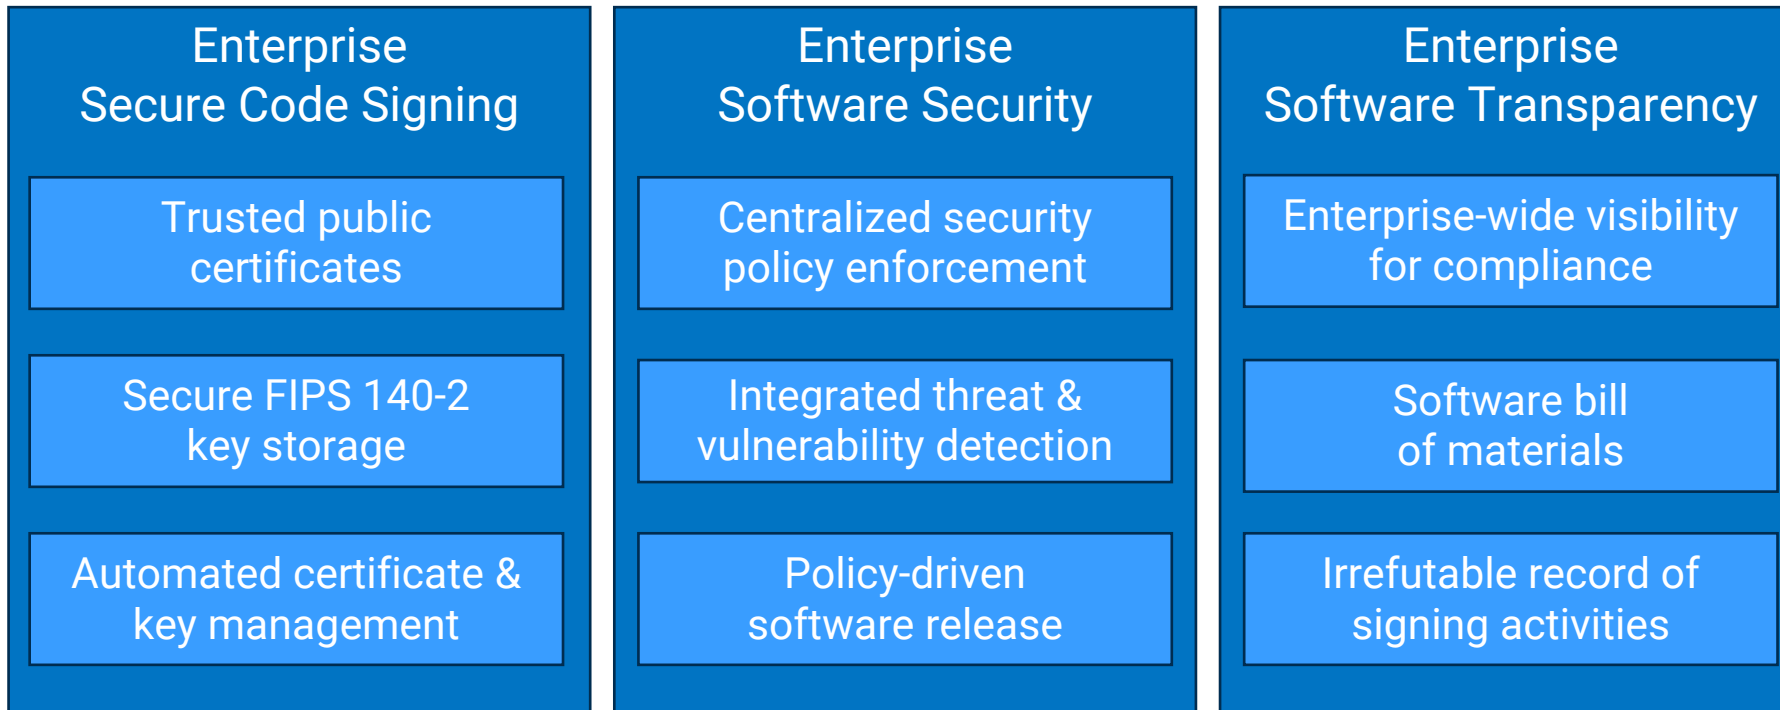 Enterprise
Secure Code Signing
Trusted public
certificates
Secure FIPS 140-2
key storage
Automated certificate &
key management
Enterprise
Software Security
Centralized security
policy enforcement
Integrated threat &
vulnerability detection
Policy-driven
software release
Enterprise
Software Transparency
Enterprise-wide visibility
for compliance
Software bill
of materials
Irrefutable record of
signing activities